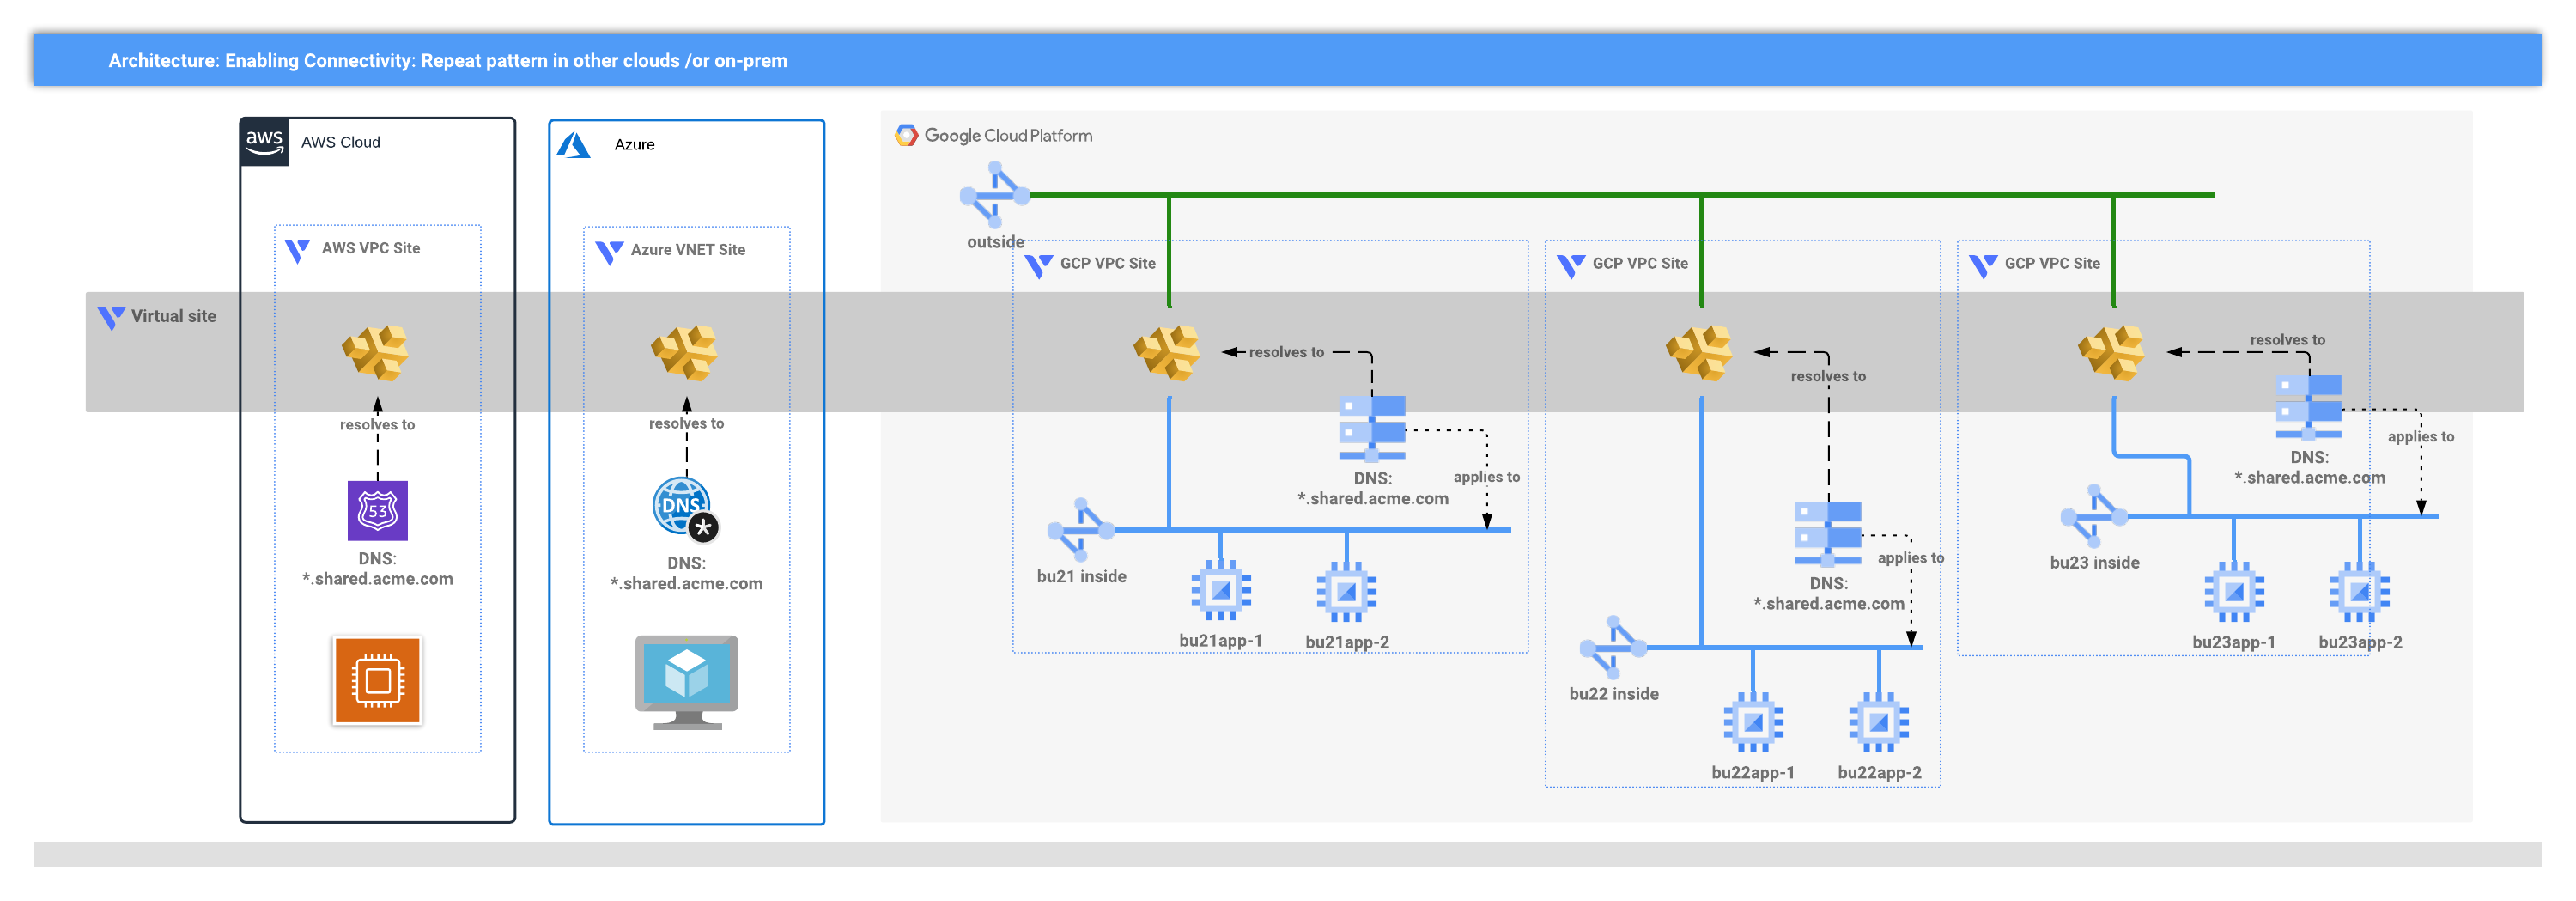 Architecture: Enabling Connectivity: Repeat pattern in other clouds /or on-prem
aws
AWS Cloud
Azure
Google Cloud Platform
outside
AWS VPC Site
Azure VNET Site
GCP VPC Site
GCP VPC Site
GCP VPC Site
Virtual site
resolves to
resolves to
resolves to
resolves to
resolves to
53
DNS:
*.shared.acme.com
DNS
*
DNS:
*.shared.acme.com
DNS:
*.shared.acme.com
applies to
bu21 inside
bu21app-1
bu21app-2
DNS:
*.shared.acme.com
applies to
bu22 inside
bu22app-1
bu22app-2
DNS:
*.shared.acme.com
applies to
bu23 inside
bu23app-1
bu23app-2